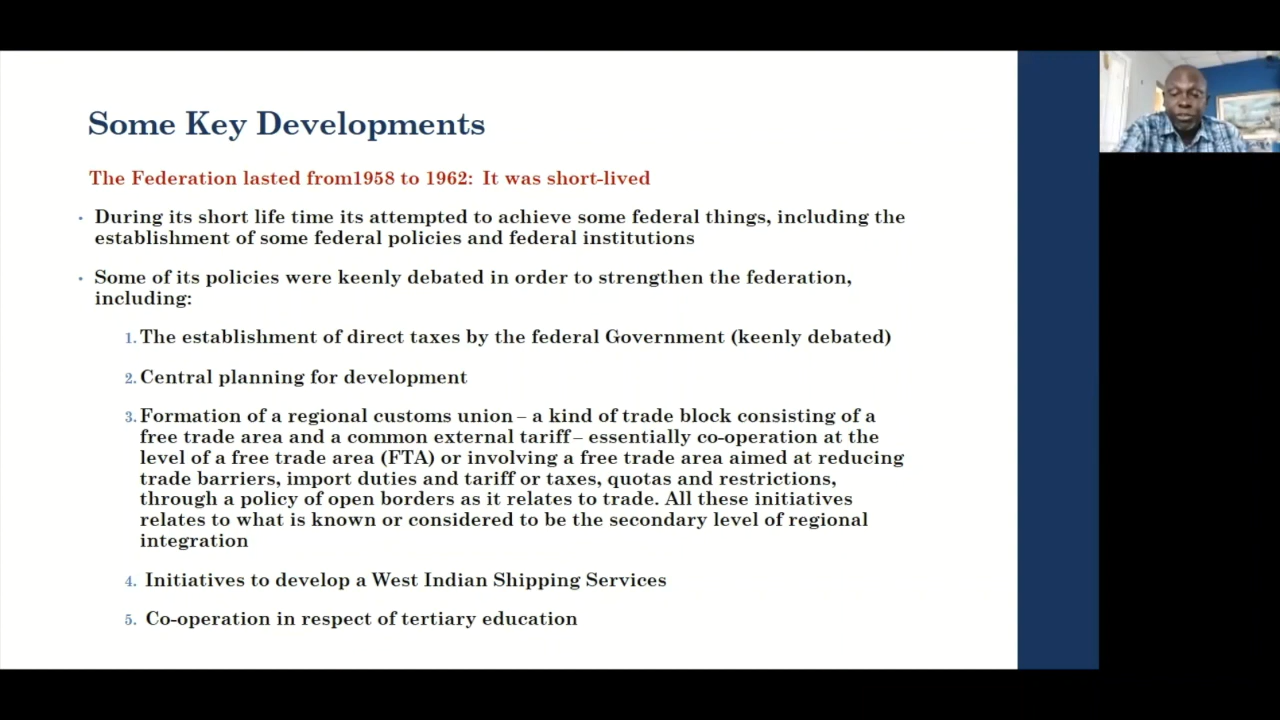 Some Key Developments
The Federation lasted from1958 to 1962: It was short-lived
• During its short life time its attempted to achieve some federal things, including the
establishment of some federal policies and federal institutions
• Some of its policies were keenly debated in order to strengthen the federation,
including:
1. The establishment of direct taxes by the federal Government (keenly debated)
2. Central planning for development
3. Formation of a regional customs union – a kind of trade block consisting of a
free trade area and a common external tariff – essentially co-operation at the
level of a free trade area (FTA) or involving a free trade area aimed at reducing
trade barriers, import duties and tariff or taxes, quotas and restrictions,
through a policy of open borders as it relates to trade. All these initiatives
relates to what is known or considered to be the secondary level of regional
integration
4. Initiatives to develop a West Indian Shipping Services
5. Co-operation in respect of tertiary education